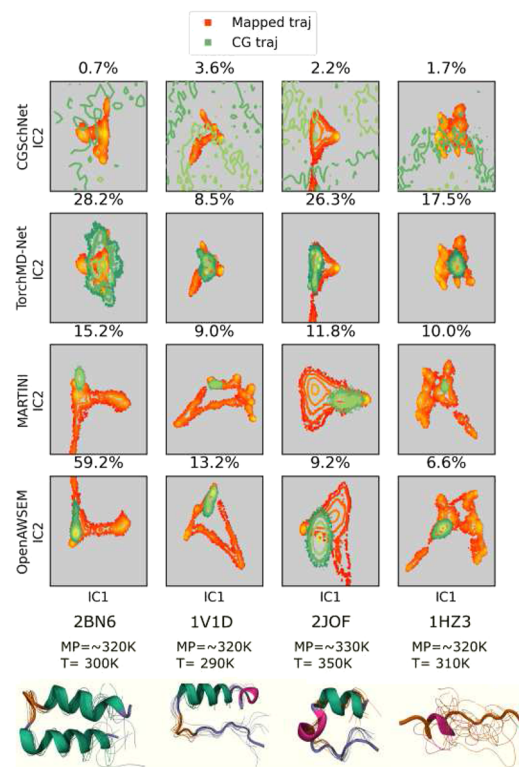 Mapped traj
CG traj
0.7% 3.6% 2.2% 1.7%
CGSchNet
IC2
28.2% 8.5% 26.3% 17.5%
TorchMD-Net
IC2
15.2% 9.0% 11.8% 10.0%
MARTINI
IC2
59.2% 13.2% 9.2% 6.6%
OpenAWSEM
IC2
IC1 IC1 IC1 IC1
2BN6 1V1D 2JOF 1HZ3
MP=~320K MP=~320K MP=~330K MP=~320K
T= 300K T= 290K T= 350K T= 310K